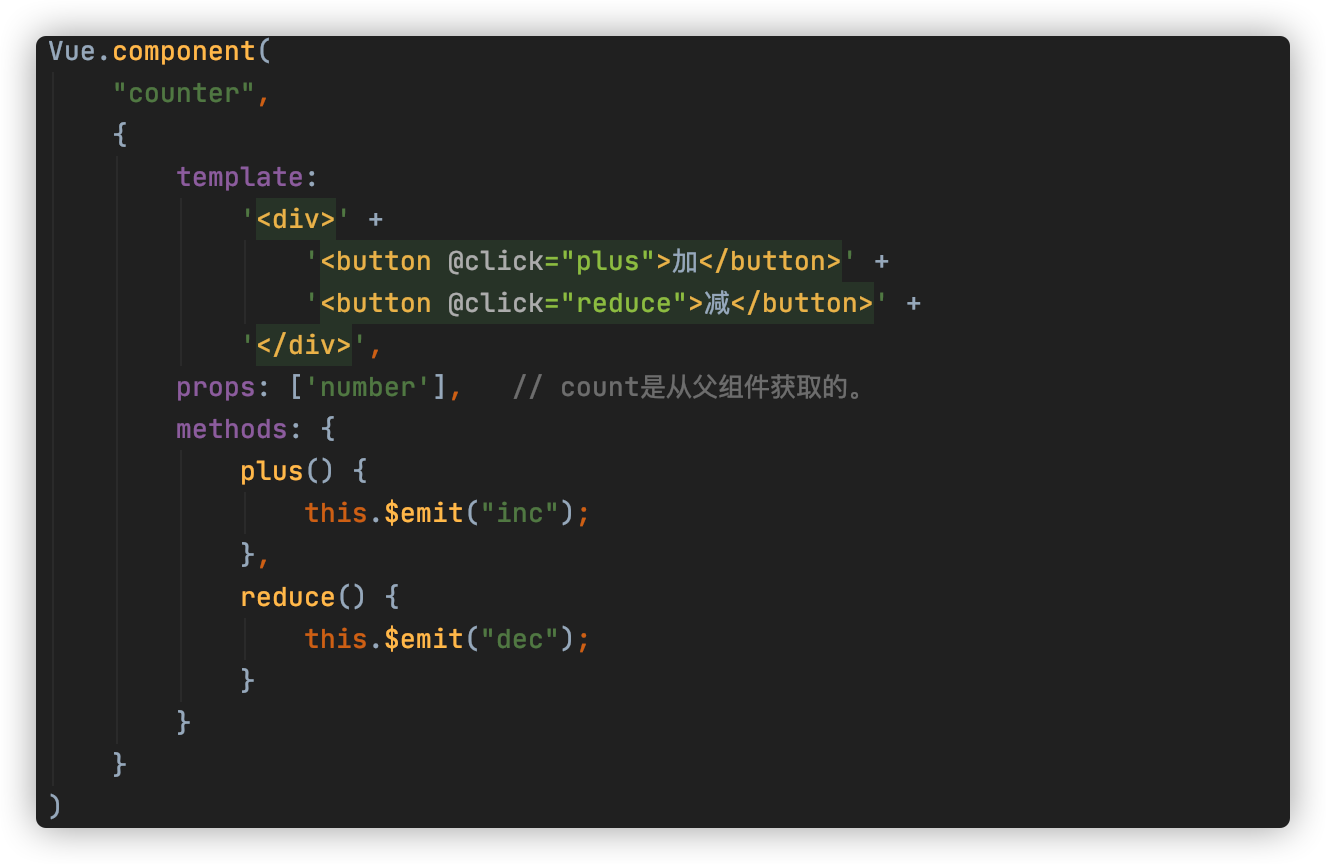 Vue.component(
    "counter",
    {
        template:
            '<div>' +
                '<button @click="plus">加</button>' +
                '<button @click="reduce">减</button>' +
            '</div>',
        props: ['number'],   // count是从父组件获取的。
        methods: {
            plus() {
                this.$emit("inc");
            },
            reduce() {
                this.$emit("dec");
            }
        }
    }
)